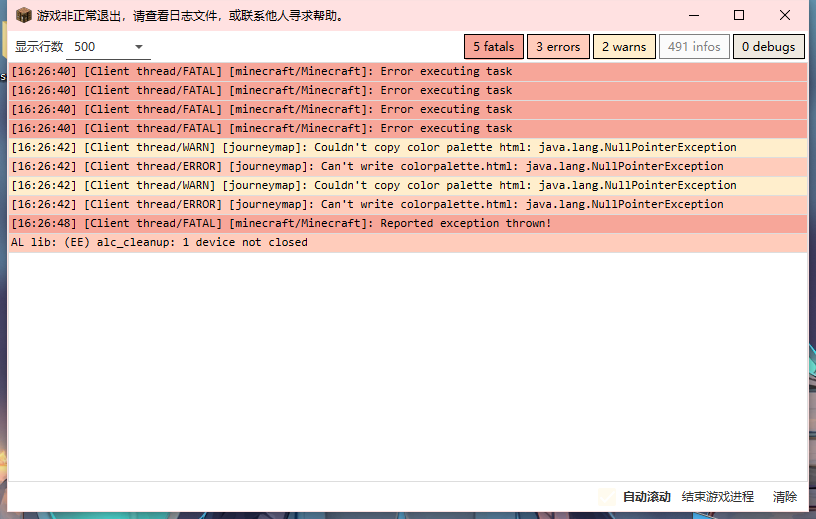 游戏非正常退出，请查看日志文件，或联系他人寻求帮助。
显示行数 500 5 fatals 3 errors 2 warns 491 infos 0 debugs
[16:26:40] [Client thread/FATAL] [minecraft/Minecraft]: Error executing task
[16:26:40] [Client thread/FATAL] [minecraft/Minecraft]: Error executing task
[16:26:40] [Client thread/FATAL] [minecraft/Minecraft]: Error executing task
[16:26:40] [Client thread/FATAL] [minecraft/Minecraft]: Error executing task
[16:26:42] [Client thread/WARN] [journeymap]: Couldn't copy color palette html: java.lang.NullPointerException
[16:26:42] [Client thread/ERROR] [journeymap]: Can't write colorpalette.html: java.lang.NullPointerException
[16:26:42] [Client thread/WARN] [journeymap]: Couldn't copy color palette html: java.lang.NullPointerException
[16:26:42] [Client thread/ERROR] [journeymap]: Can't write colorpalette.html: java.lang.NullPointerException
[16:26:48] [Client thread/FATAL] [minecraft/Minecraft]: Reported exception thrown!
AL lib: (EE) alc_cleanup: 1 device not closed
自动滚动 结束游戏进程 清除